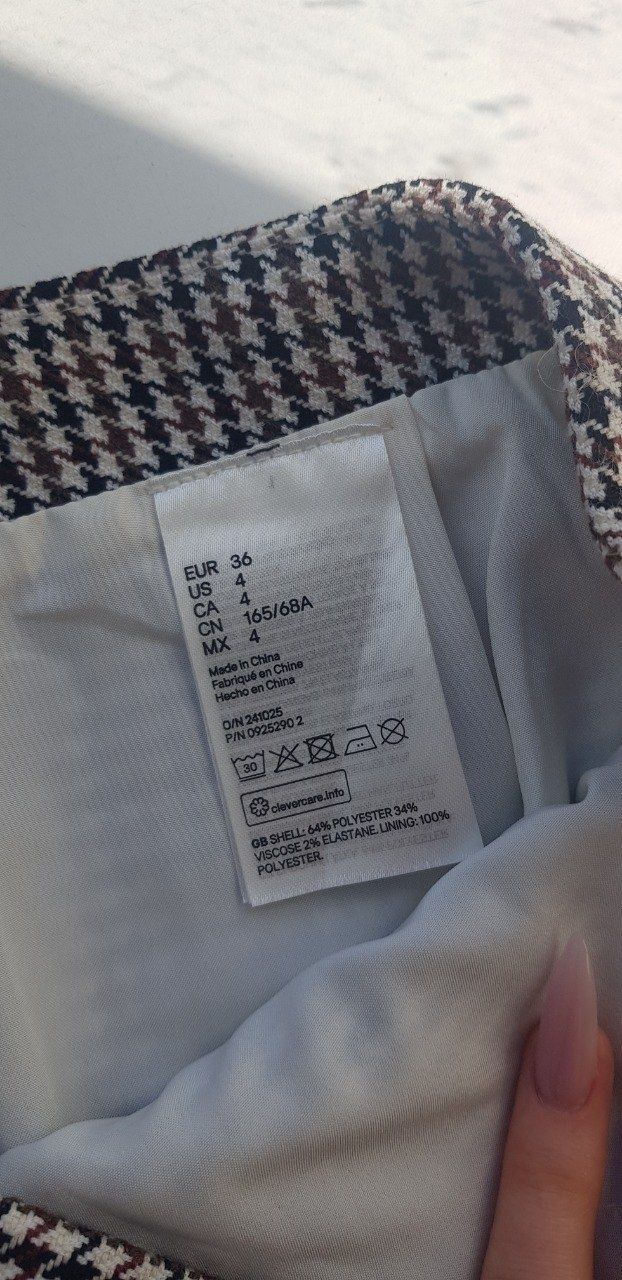 EUR 36
US 4
CA 4
CN 165/68A
MX 4
Made in China
Fabriqué en Chine
Hecho en China
O/N 241025
P/N 0925290 2
30
clevercare.info
GB SHELL: 64% POLYESTER 34%
VISCOSE 2% ELASTANE. LINING: 100%
POLYESTER.